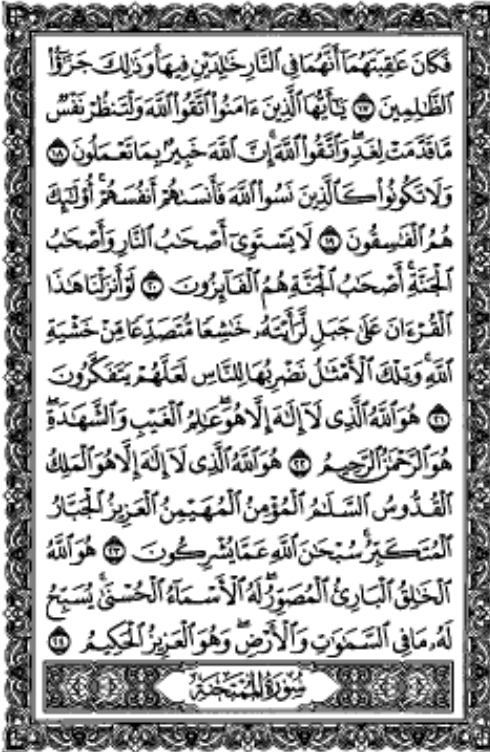 فَكَانَ عَٰقِبَتَهُمَآ أَنَّهُمَا فِي ٱلنَّارِ خَٰلِدَيْنِ فِيهَا ۚ وَذَٰلِكَ جَزَٰٓؤُا۟
ٱلظَّٰلِمِينَ ١٧ يَٰٓأَيُّهَا ٱلَّذِينَ ءَامَنُوا۟ ٱتَّقُوا۟ ٱللَّهَ وَلْتَنظُرْ نَفْسٌ
مَّا قَدَّمَتْ لِغَدٍ ۖ وَٱتَّقُوا۟ ٱللَّهَ ۚ إِنَّ ٱللَّهَ خَبِيرٌۢ بِمَا تَعْمَلُونَ ١٨
وَلَا تَكُونُوا۟ كَٱلَّذِينَ نَسُوا۟ ٱللَّهَ فَأَنسَىٰهُمْ أَنفُسَهُمْ ۚ أُو۟لَٰٓئِكَ
هُمُ ٱلْفَٰسِقُونَ ١٩ لَا يَسْتَوِىٓ أَصْحَٰبُ ٱلنَّارِ وَأَصْحَٰبُ
ٱلْجَنَّةِ ۚ أَصْحَٰبُ ٱلْجَنَّةِ هُمُ ٱلْفَآئِزُونَ ٢٠ لَوْ أَنزَلْنَا هَٰذَا
ٱلْقُرْءَانَ عَلَىٰ جَبَلٍ لَّرَأَيْتَهُۥ خَٰشِعًا مُّتَصَدِّعًا مِّنْ خَشْيَةِ
ٱللَّهِ ۚ وَتِلْكَ ٱلْأَمْثَٰلُ نَضْرِبُهَا لِلنَّاسِ لَعَلَّهُمْ يَتَفَكَّرُونَ
٢١ هُوَ ٱللَّهُ ٱلَّذِى لَآ إِلَٰهَ إِلَّا هُوَ ۖ عَٰلِمُ ٱلْغَيْبِ وَٱلشَّهَٰدَةِ ۖ
هُوَ ٱلرَّحْمَٰنُ ٱلرَّحِيمُ ٢٢ هُوَ ٱللَّهُ ٱلَّذِى لَآ إِلَٰهَ إِلَّا هُوَ ٱلْمَلِكُ
ٱلْقُدُّوسُ ٱلسَّلَٰمُ ٱلْمُؤْمِنُ ٱلْمُهَيْمِنُ ٱلْعَزِيزُ ٱلْجَبَّارُ
ٱلْمُتَكَبِّرُ ۚ سُبْحَٰنَ ٱللَّهِ عَمَّا يُشْرِكُونَ ٢٣ هُوَ ٱللَّهُ
ٱلْخَٰلِقُ ٱلْبَارِئُ ٱلْمُصَوِّرُ ۖ لَهُ ٱلْأَسْمَآءُ ٱلْحُسْنَىٰ ۚ يُسَبِّحُ
لَهُۥ مَا فِى ٱلسَّمَٰوَٰتِ وَٱلْأَرْضِ ۖ وَهُوَ ٱلْعَزِيزُ ٱلْحَكِيمُ ٢٤
سُورَةُ الْمُمْتَحَنَةِ